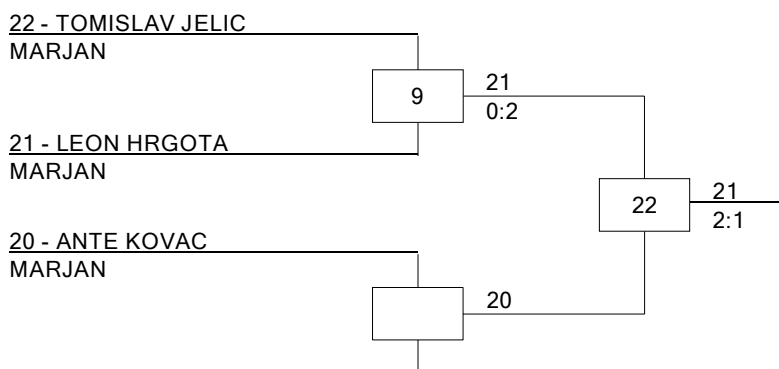 22 - TOMISLAV JELIC
MARJAN
9
21
0:2
21 - LEON HRGOTA
MARJAN
22
21
2:1
20 - ANTE KOVAC
MARJAN
20